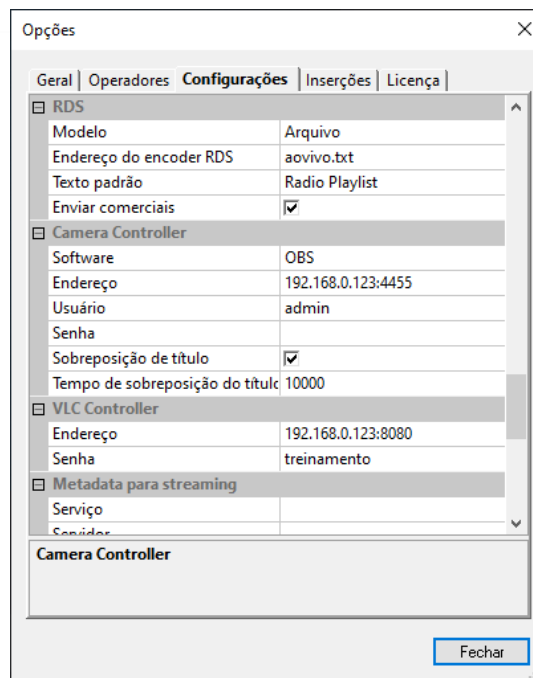 Opções
Geral Operadores Configurações Inserções Licença
RDS
Modelo Arquivo
Endereço do encoder RDS aovivo.txt
Texto padrão Radio Playlist
Enviar comerciais
Camera Controller
Software OBS
Endereço 192.168.0.123:4455
Usuário admin
Senha
Sobreposição de título
Tempo de sobreposição do título 10000
VLC Controller
Endereço 192.168.0.123:8080
Senha treinamento
Metadata para streaming
Serviço
Servidor
Camera Controller
Fechar